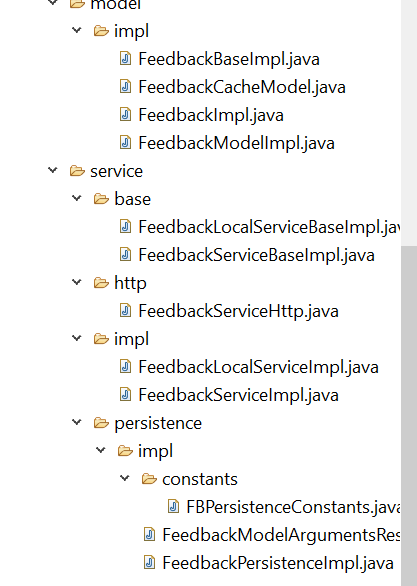 model
impl
FeedbackBaseImpl.java
FeedbackCacheModel.java
FeedbackImpl.java
FeedbackModelImpl.java
service
base
FeedbackLocalServiceBaseImpl.jav
FeedbackServiceBaseImpl.java
http
FeedbackServiceHttp.java
impl
FeedbackLocalServiceImpl.java
FeedbackServiceImpl.java
persistence
impl
constants
FBPersistenceConstants.java
FeedbackModelArgumentsRes
FeedbackPersistenceImpl.java